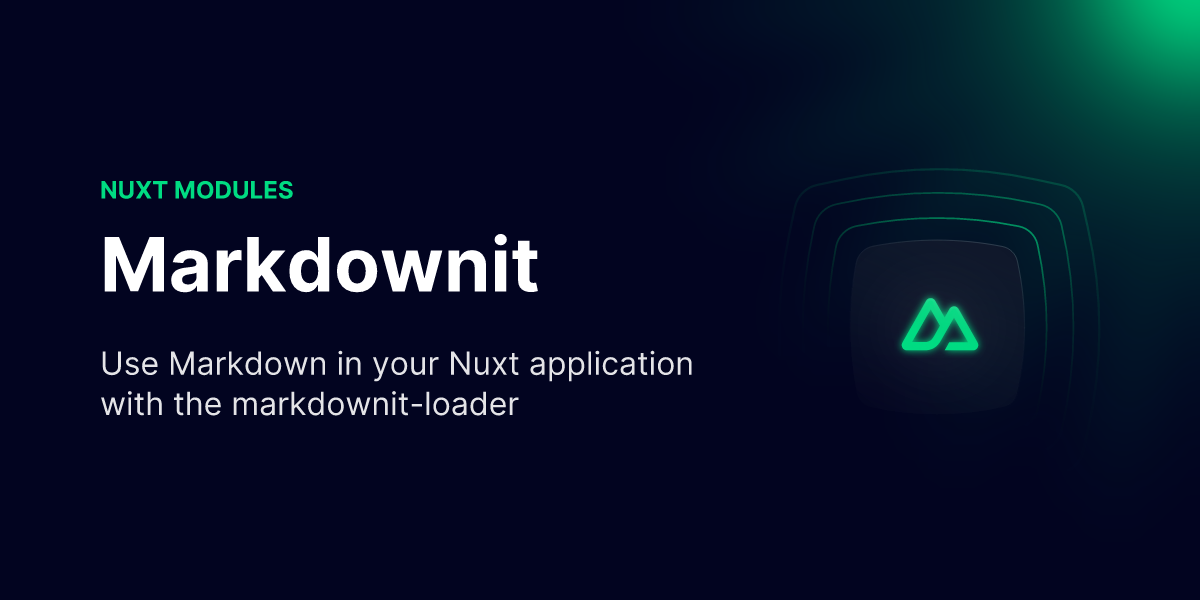 NUXT MODULES
Markdownit
Use Markdown in your Nuxt application
with the markdownit-loader